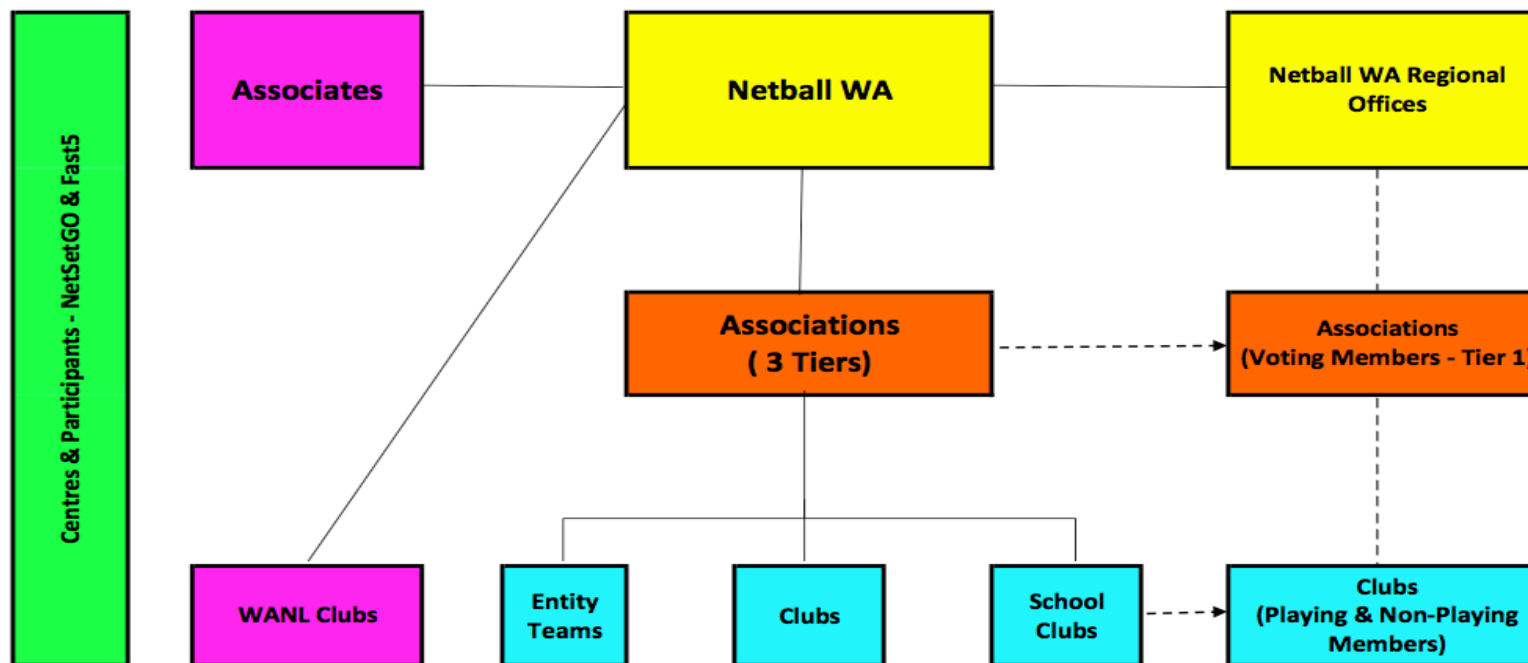 Centres & Participants - NetSetGO & Fast5
Associates
Netball WA
Netball WA Regional
Offices
Associations
( 3 Tiers)
Associations
(Voting Members - Tier 1)
WANL Clubs
Entity
Teams
Clubs
School
Clubs
Clubs
(Playing & Non-Playing
Members)